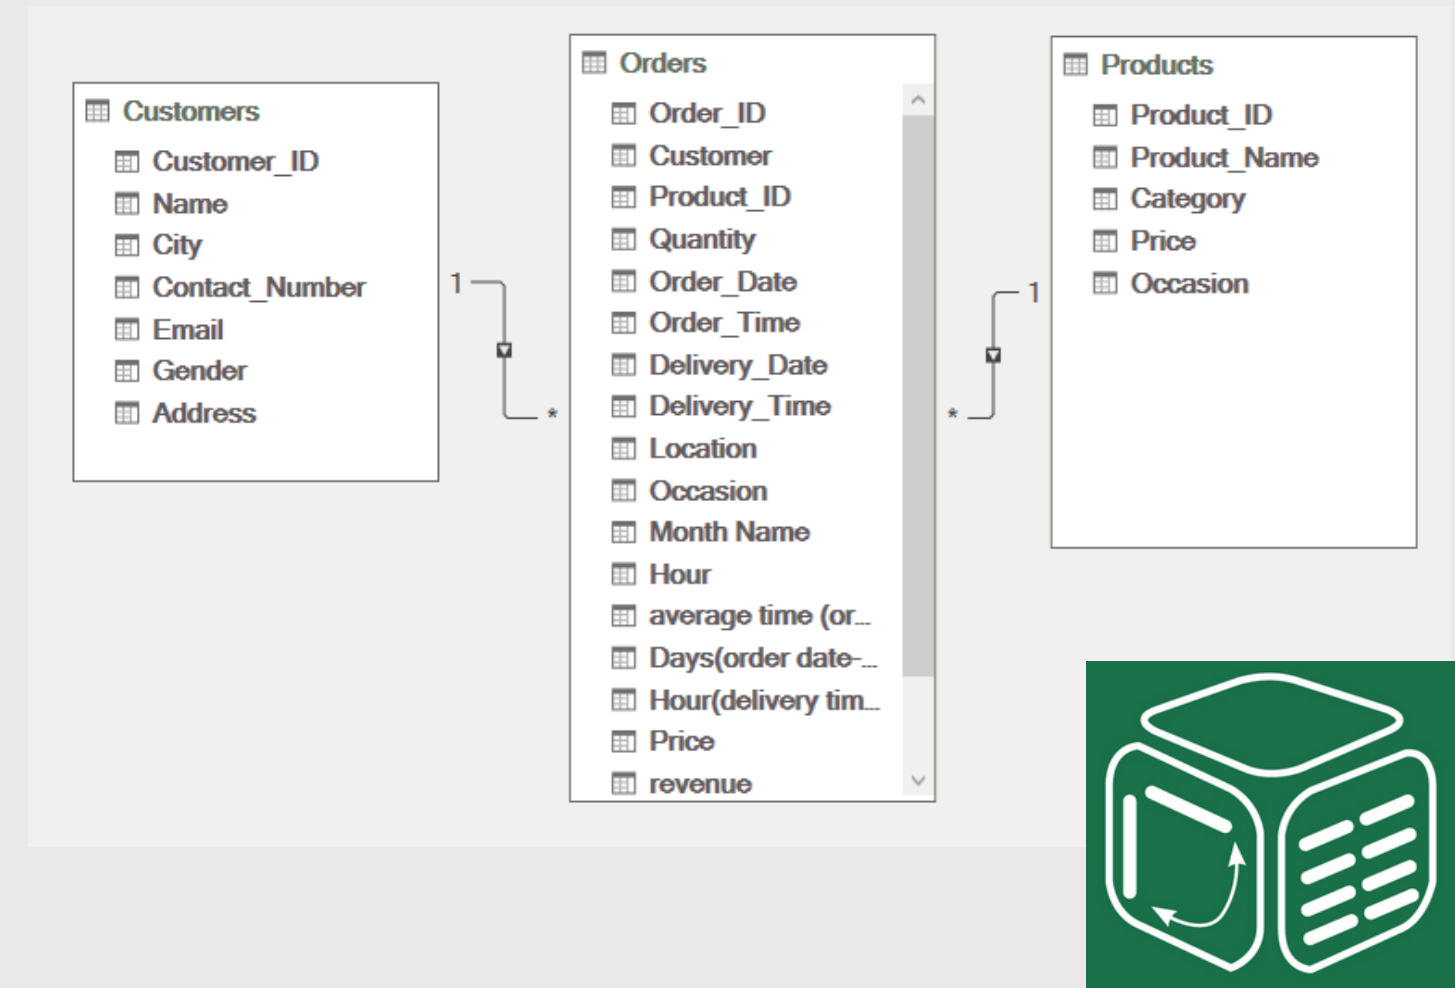 Customers
Customer_ID
Name
City
Contact_Number
Email
Gender
Address
1
*
Orders
Order_ID
Customer
Product_ID
Quantity
Order_Date
Order_Time
Delivery_Date
Delivery_Time
Location
Occasion
Month Name
Hour
average time (or...
Days(order date-...
Hour(delivery tim...
Price
revenue
*
1
Products
Product_ID
Product_Name
Category
Price
Occasion